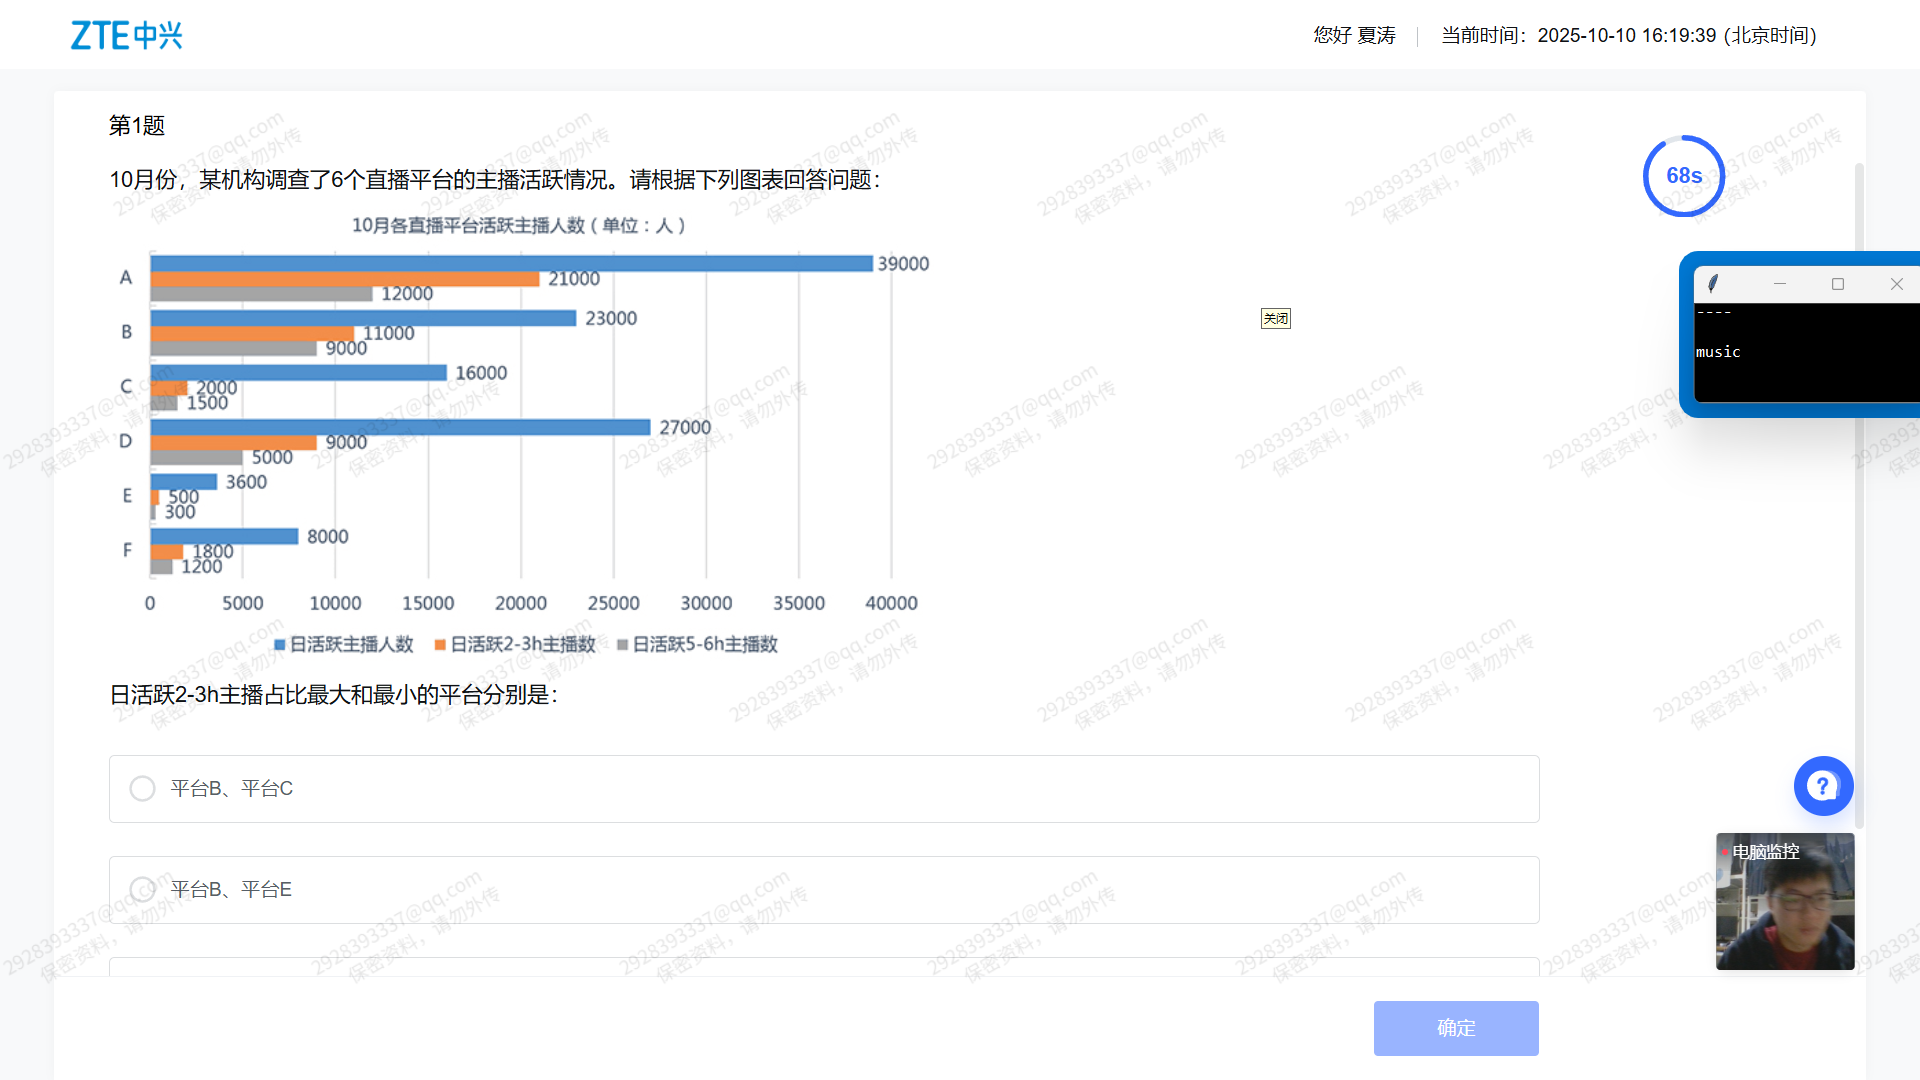 ZTE中兴
您好 夏涛
当前时间：2025-10-10 16:19:39 (北京时间)
第1题
68s
10月份，某机构调查了6个直播平台的主播活跃情况。请根据下列图表回答问题：
10月各直播平台活跃主播人数（单位：人）
A
39000
21000
12000
B
23000
11000
9000
C
16000
2000
1500
D
27000
9000
5000
E
3600
500
300
F
8000
1800
1200
0 5000 10000 15000 20000 25000 30000 35000 40000
日活跃主播人数 日活跃2-3h主播数 日活跃5-6h主播数
关闭
----
music
日活跃2-3h主播占比最大和最小的平台分别是：
平台B、平台C
平台B、平台E
电脑监控
确定
2928393337@qq.com
保密资料，请勿外传